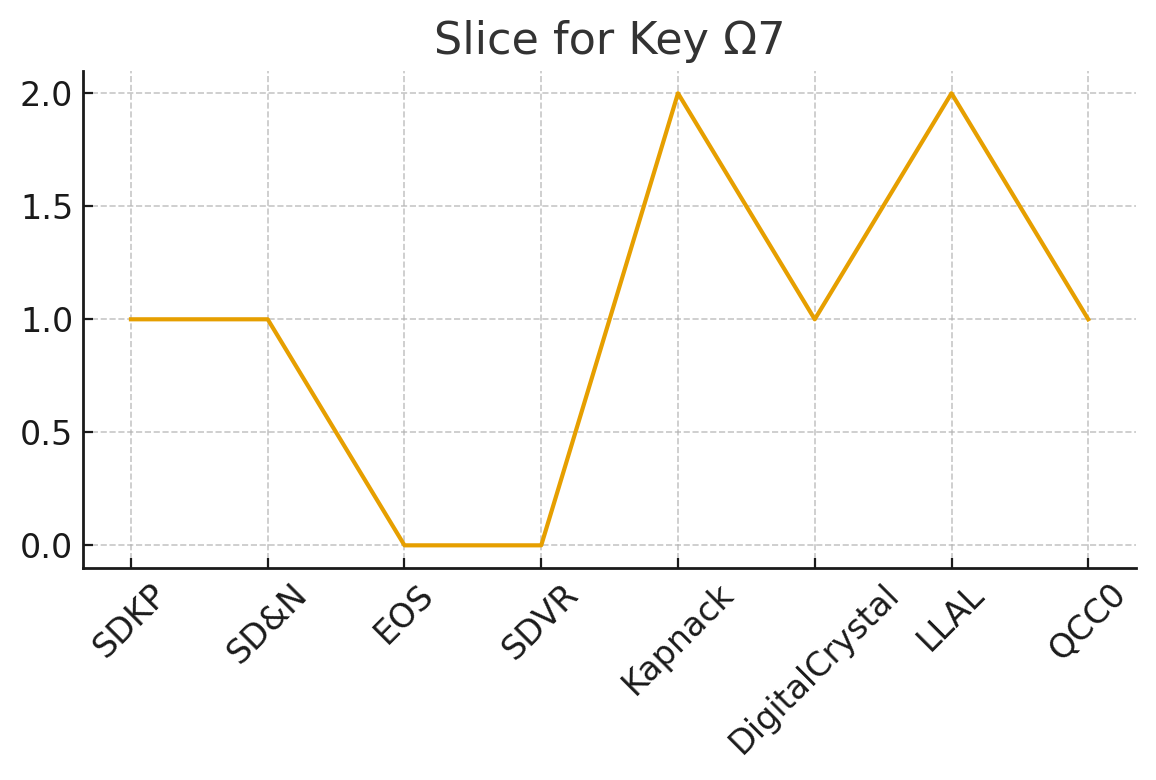 Slice for Key Ω7
2.0
1.5
1.0
0.5
0.0
SDKP
SD&N
EOS
SDVR
Kapnack
DigitalCrystal
LLAL
QCC0